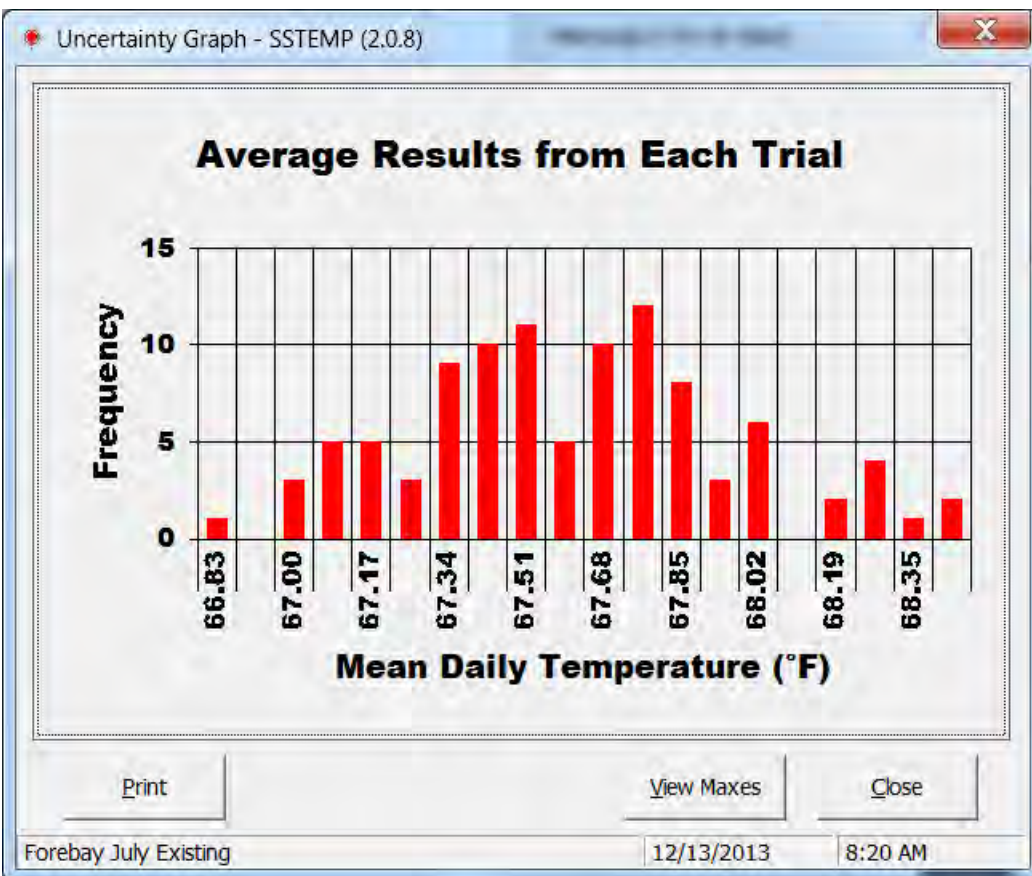 Uncertainty Graph - SSTEMP (2.0.8)
Average Results from Each Trial
15
10
5
0
Frequency
66.83 67.00 67.17 67.34 67.51 67.68 67.85 68.02 68.19 68.35
Mean Daily Temperature (°F)
Print View Maxes Close
Forebay July Existing 12/13/2013 8:20 AM